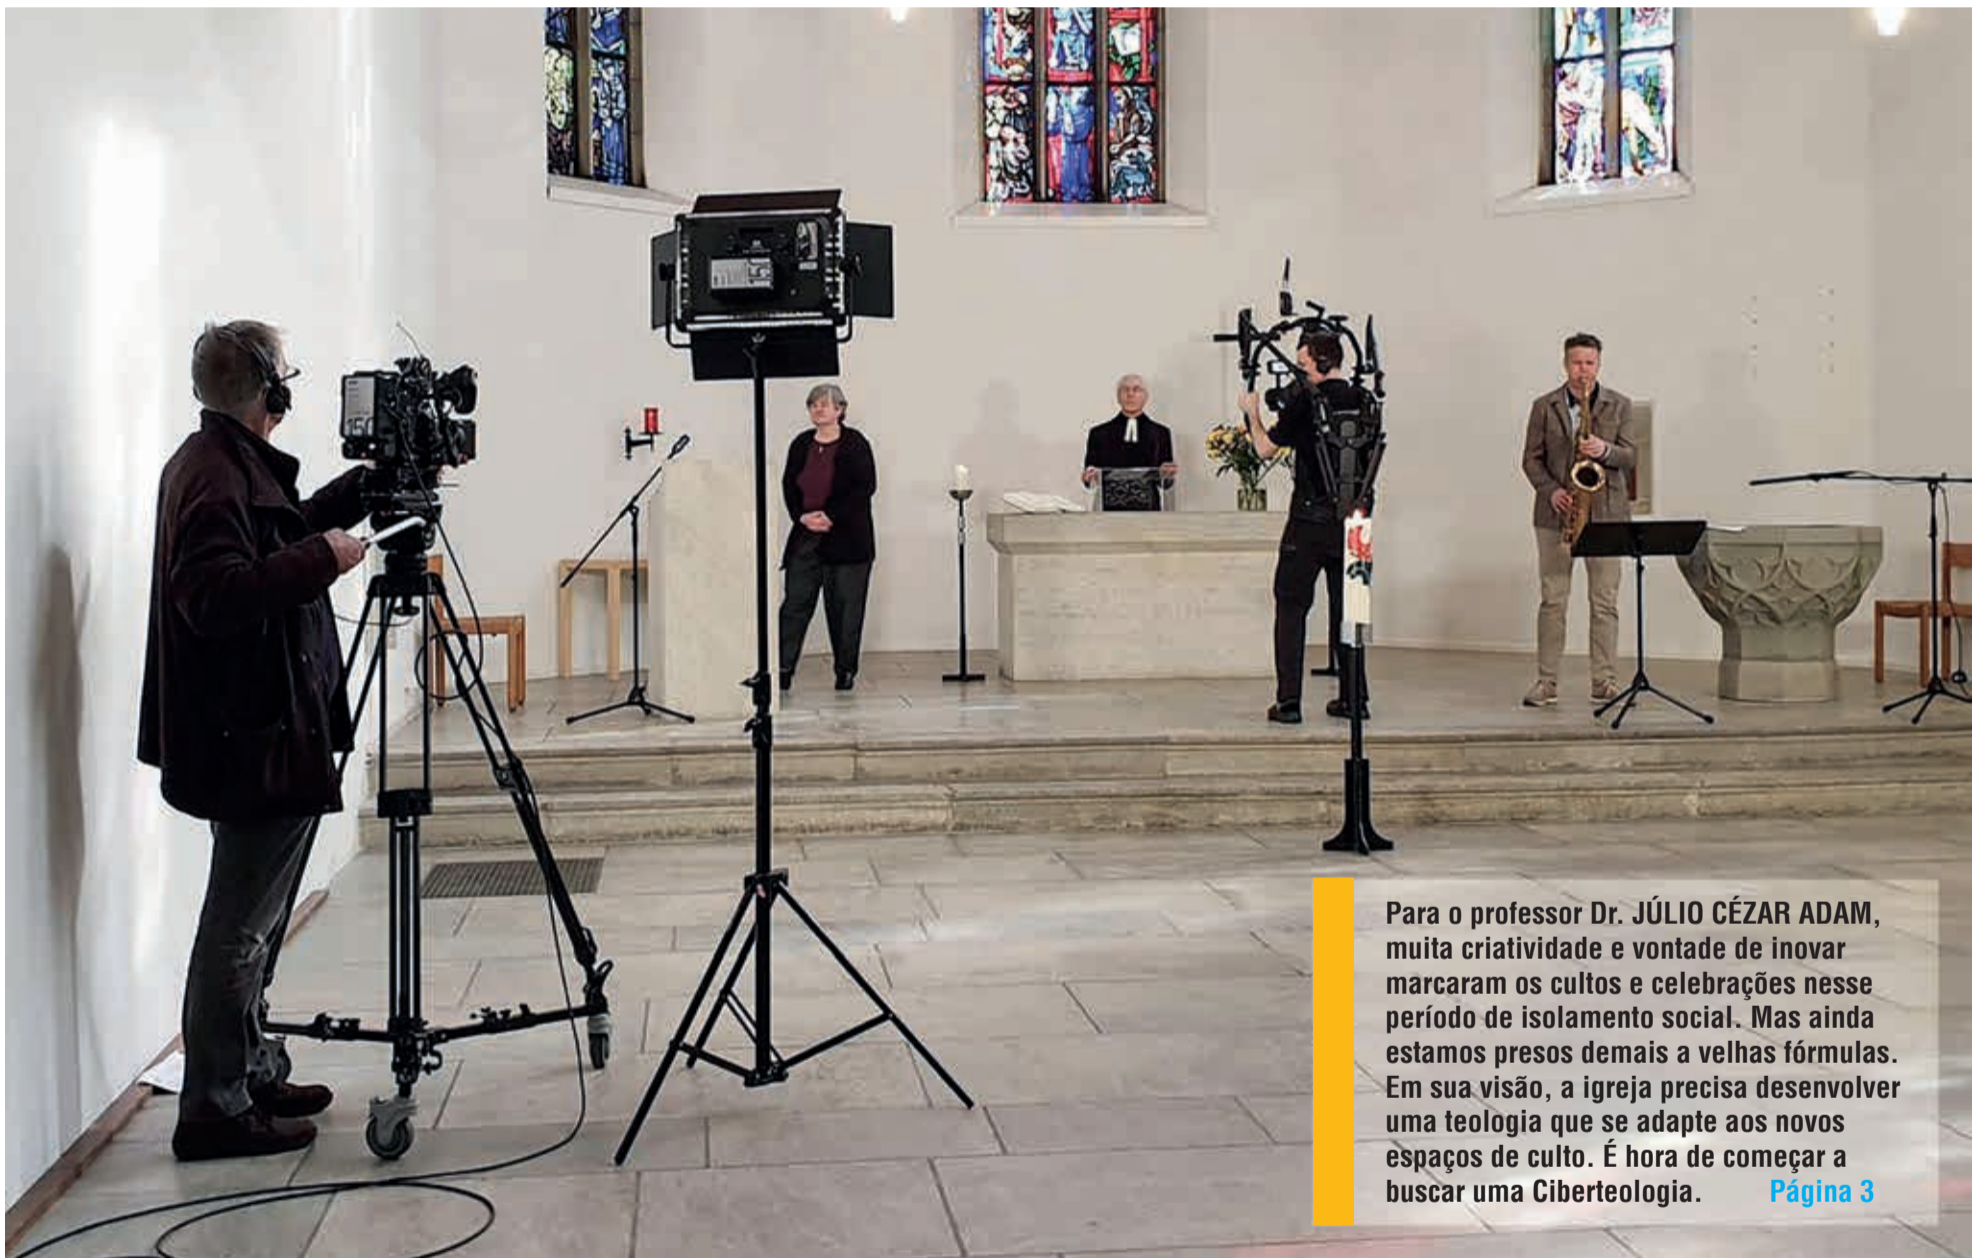 Para o professor Dr. JÚLIO CÉZAR ADAM,
muita criatividade e vontade de inovar
marcaram os cultos e celebrações nesse
período de isolamento social. Mas ainda
estamos presos demais a velhas fórmulas.
Em sua visão, a igreja precisa desenvolver
uma teologia que se adapte aos novos
espaços de culto. É hora de começar a
buscar uma Ciberteologia. Página 3